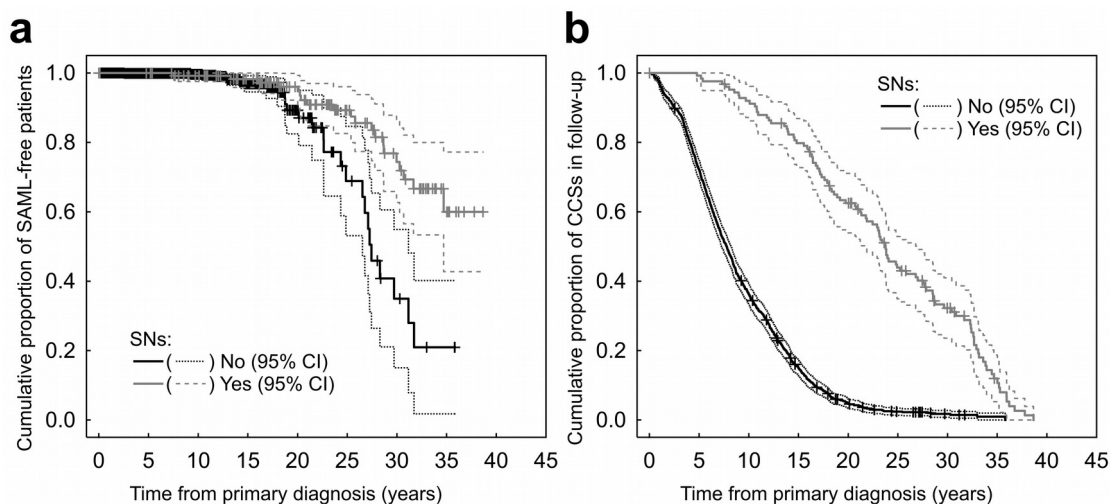 a
Cumulative proportion of SAML-free patients
1.0
0.8
0.6
0.4
0.2
0.0
SNs:
( ) No (95% CI)
( ) Yes (95% CI)
0 5 10 15 20 25 30 35 40 45
Time from primary diagnosis (years)
b
Cumulative proportion of CCSs in follow-up
1.0
0.8
0.6
0.4
0.2
0.0
SNs:
( ) No (95% CI)
( ) Yes (95% CI)
0 5 10 15 20 25 30 35 40 45
Time from primary diagnosis (years)